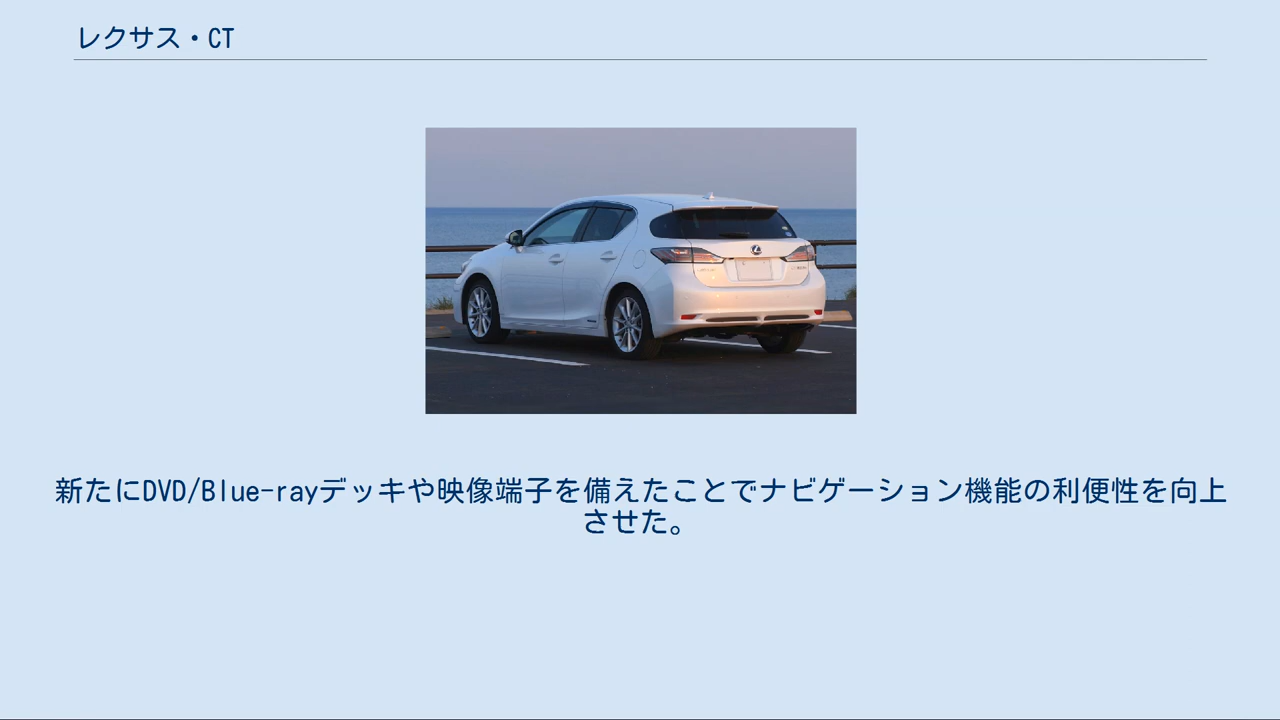 レクサス・CT
新たにDVD/Blue-rayデッキや映像端子を備えたことでナビゲーション機能の利便性を向上
させた。